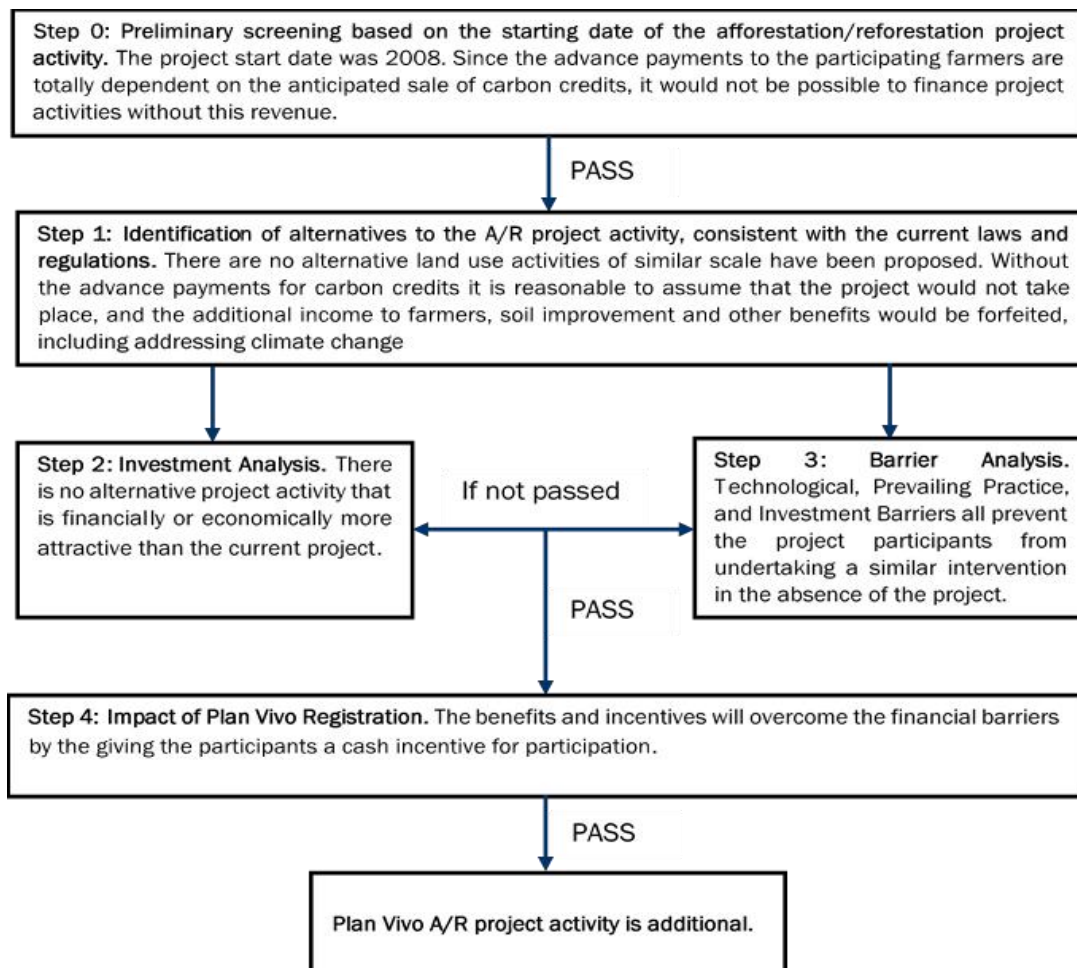 Step 0: Preliminary screening based on the starting date of the afforestation/reforestation project
activity. The project start date was 2008. Since the advance payments to the participating farmers are
totally dependent on the anticipated sale of carbon credits, it would not be possible to finance project
activities without this revenue.
PASS
Step 1: Identification of alternatives to the A/R project activity, consistent with the current laws and
regulations. There are no alternative land use activities of similar scale have been proposed. Without
the advance payments for carbon credits it is reasonable to assume that the project would not take
place, and the additional income to farmers, soil improvement and other benefits would be forfeited,
including addressing climate change
Step 2: Investment Analysis. There
is no alternative project activity that
is financially or economically more
attractive than the current project.
If not passed
Step 3: Barrier Analysis.
Technological, Prevailing Practice,
and Investment Barriers all prevent
the project participants from
undertaking a similar intervention
in the absence of the project.
PASS
Step 4: Impact of Plan Vivo Registration. The benefits and incentives will overcome the financial barriers
by the giving the participants a cash incentive for participation.
PASS
Plan Vivo A/R project activity is additional.